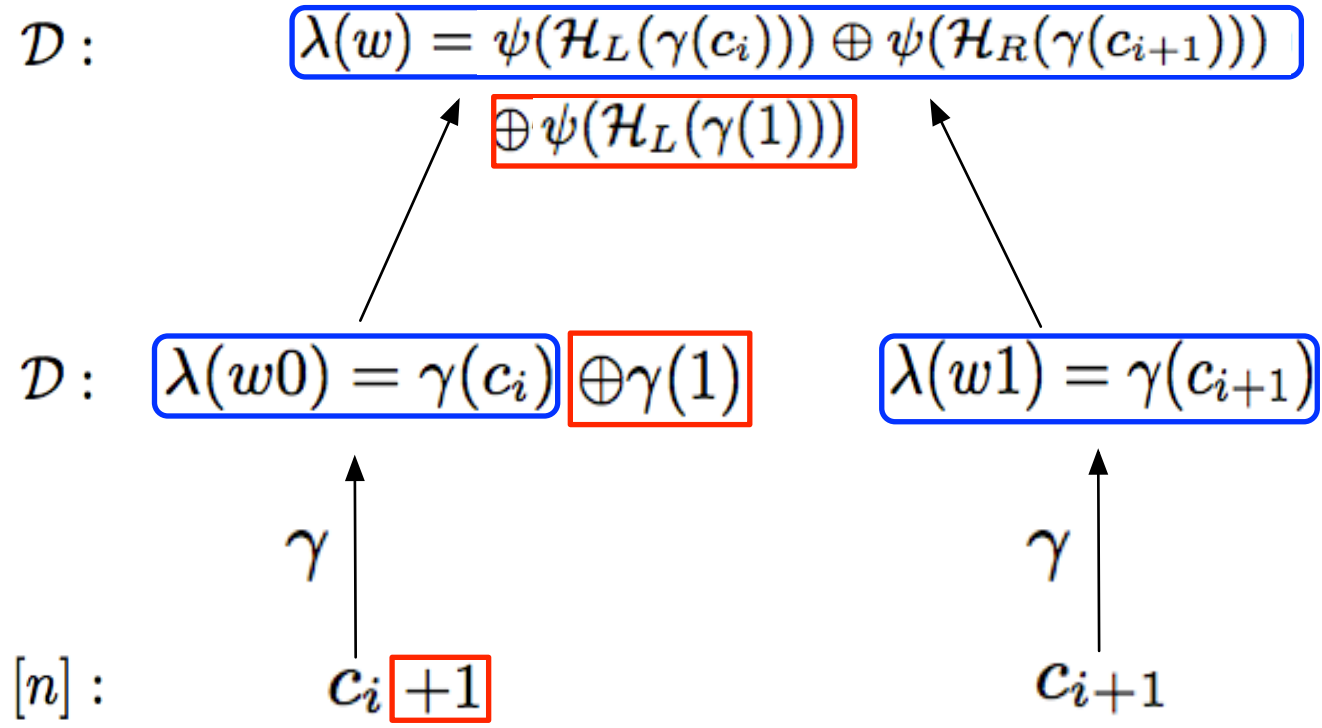 𝒟 : λ(w) = ψ(ℋ_L(γ(c_i))) ⊕ ψ(ℋ_R(γ(c_{i+1})))
⊕ ψ(ℋ_L(γ(1)))
𝒟 : λ(w0) = γ(c_i) ⊕γ(1) λ(w1) = γ(c_{i+1})
γ γ
[n] : c_i +1 c_{i+1}